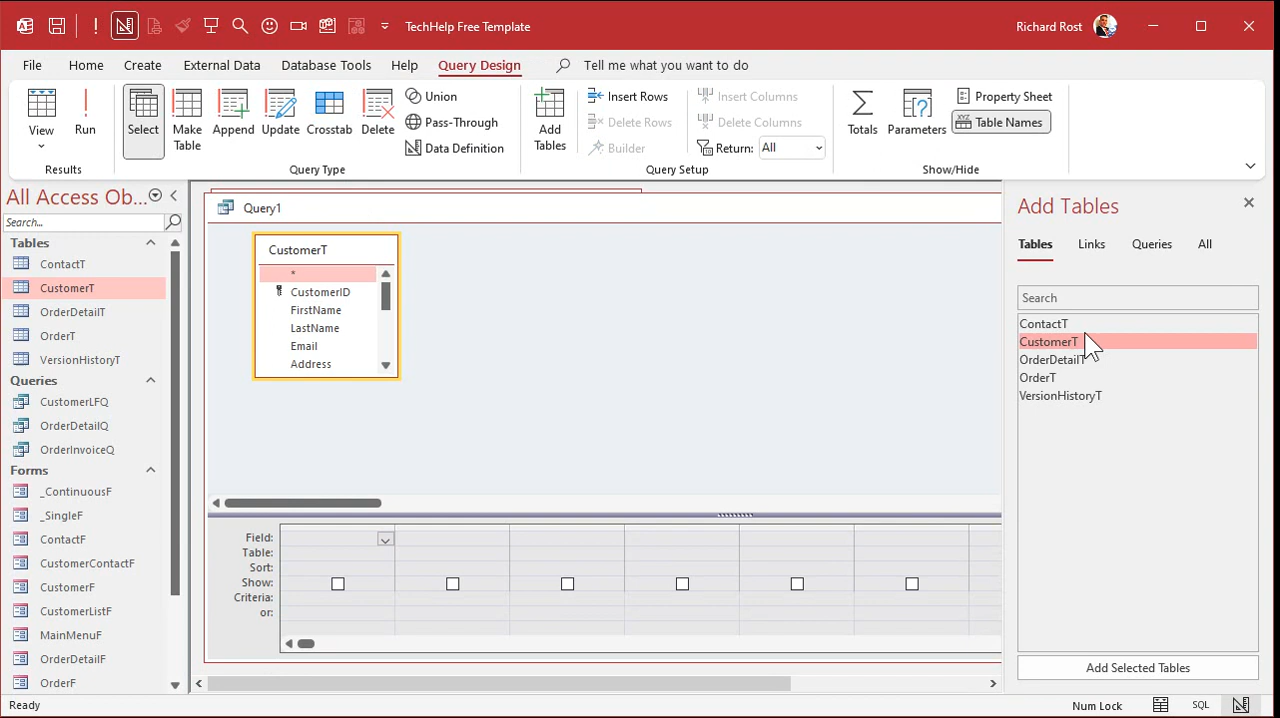 TechHelp Free Template
Richard Rost
File Home Create External Data Database Tools Help Query Design Tell me what you want to do
View
Run
Results
Select
Make Table
Append
Update
Crosstab
Delete
Union
Pass-Through
Data Definition
Query Type
Add Tables
Insert Rows
Delete Rows
Builder
Insert Columns
Delete Columns
Return: All
Query Setup
Totals
Parameters
Property Sheet
XYZ Table Names
Show/Hide
All Access Ob...
Search...
Tables
ContactT
CustomerT
OrderDetailT
OrderT
VersionHistoryT
Queries
CustomerLFQ
OrderDetailQ
OrderInvoiceQ
Forms
_ContinuousF
_SingleF
ContactF
CustomerContactF
CustomerF
CustomerListF
MainMenuF
OrderDetailF
OrderF
Query1
CustomerT
*
CustomerID
FirstName
LastName
Email
Address
Field:
Table:
Sort:
Show:
Criteria:
or:
Add Tables
Tables Links Queries All
Search
ContactT
CustomerT
OrderDetailT
OrderT
VersionHistoryT
Add Selected Tables
Ready
Num Lock
SQL